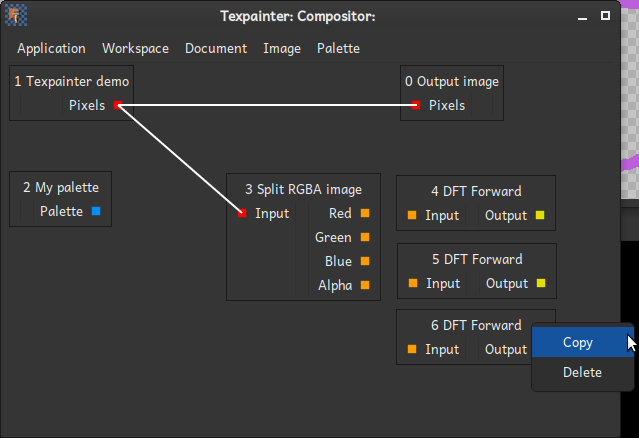 Texpainter: Compositor:
Application Workspace Document Image Palette
1 Texpainter demo
Pixels
0 Output image
Pixels
2 My palette
Palette
3 Split RGBA image
Input Red
Green
Blue
Alpha
4 DFT Forward
Input Output
5 DFT Forward
Input Output
6 DFT Forward
Input Output
Copy
Delete